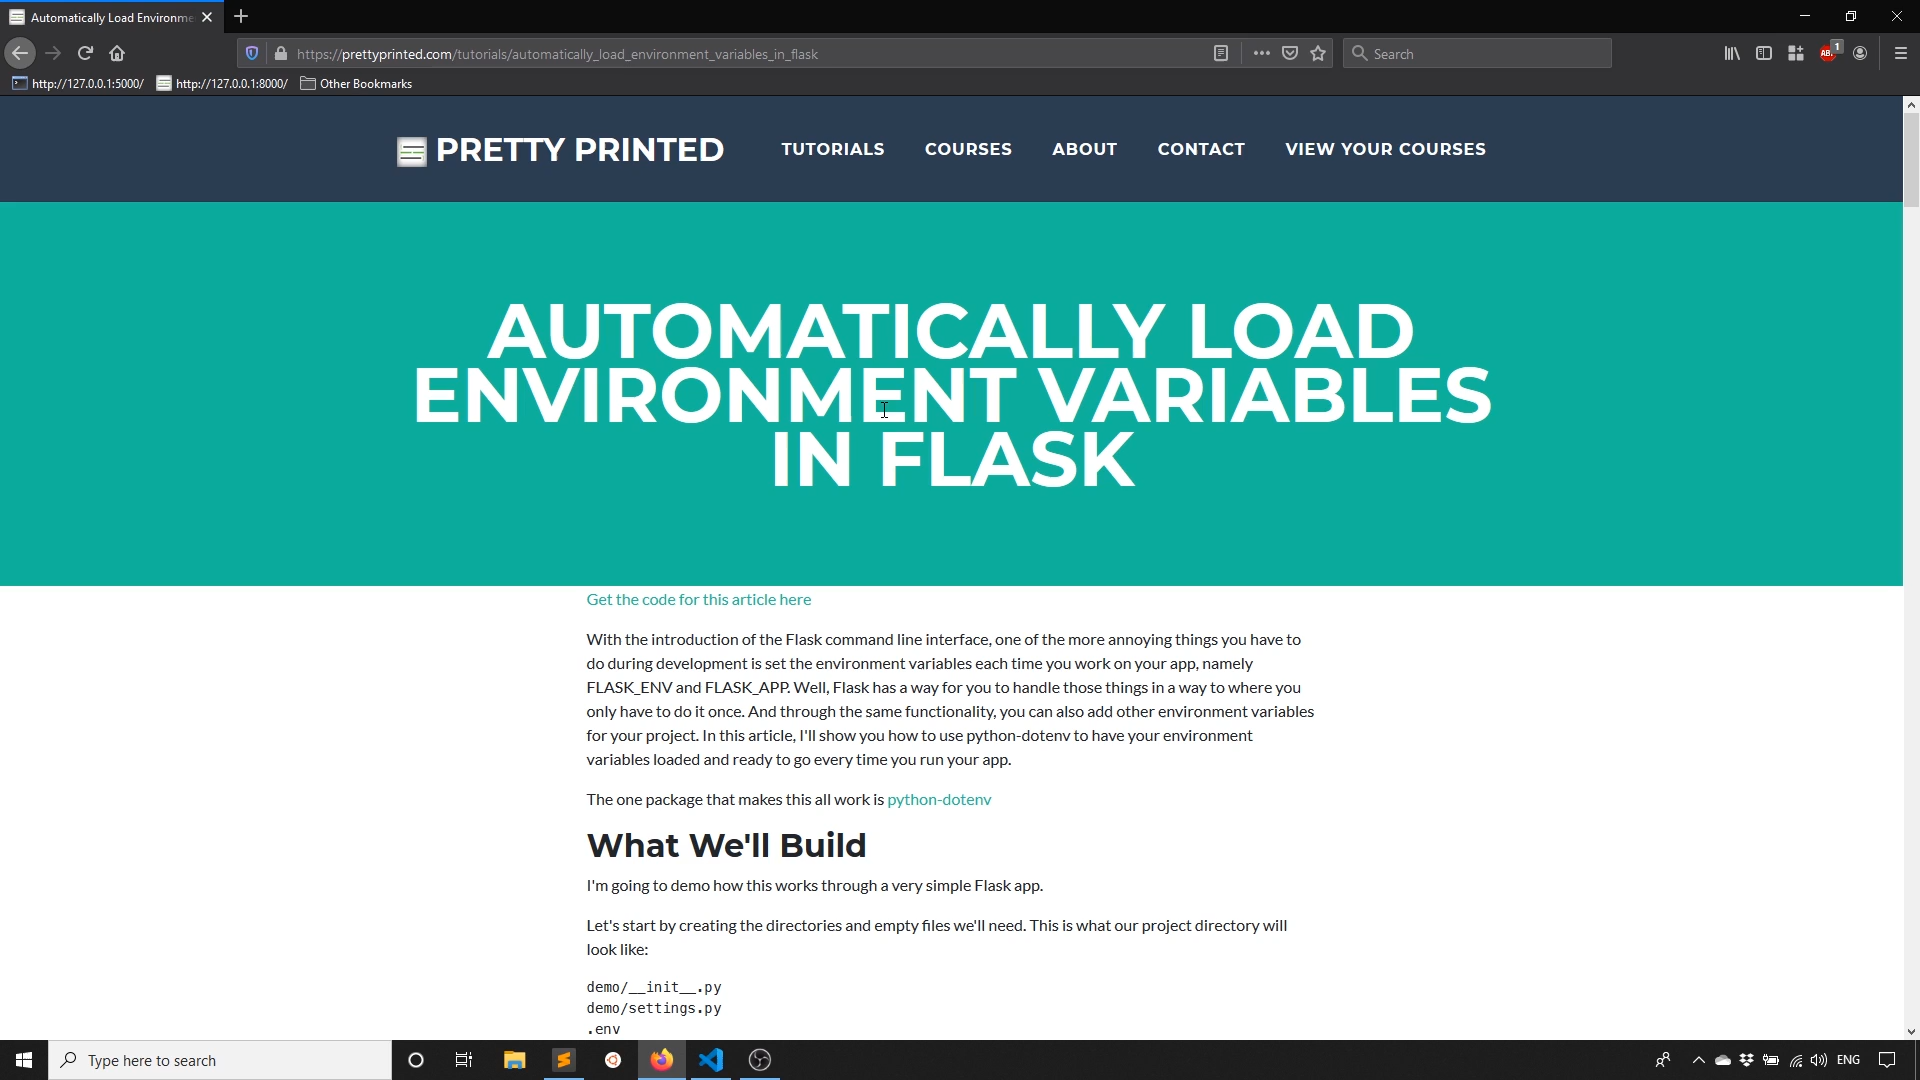 Automatically Load Environme
https://prettyprinted.com/tutorials/automatically_load_environment_variables_in_flask
Search
ABP
1
http://127.0.0.1:5000/
http://127.0.0.1:8000/
Other Bookmarks
PRETTY PRINTED
TUTORIALS
COURSES
ABOUT
CONTACT
VIEW YOUR COURSES
AUTOMATICALLY LOAD
ENVIRONMENT VARIABLES
IN FLASK
Get the code for this article here
With the introduction of the Flask command line interface, one of the more annoying things you have to
do during development is set the environment variables each time you work on your app, namely
FLASK_ENV and FLASK_APP. Well, Flask has a way for you to handle those things in a way to where you
only have to do it once. And through the same functionality, you can also add other environment variables
for your project. In this article, I'll show you how to use python-dotenv to have your environment
variables loaded and ready to go every time you run your app.
The one package that makes this all work is python-dotenv
What We'll Build
I'm going to demo how this works through a very simple Flask app.
Let's start by creating the directories and empty files we'll need. This is what our project directory will
look like:
demo/__init__.py
demo/settings.py
.env
Type here to search
ENG